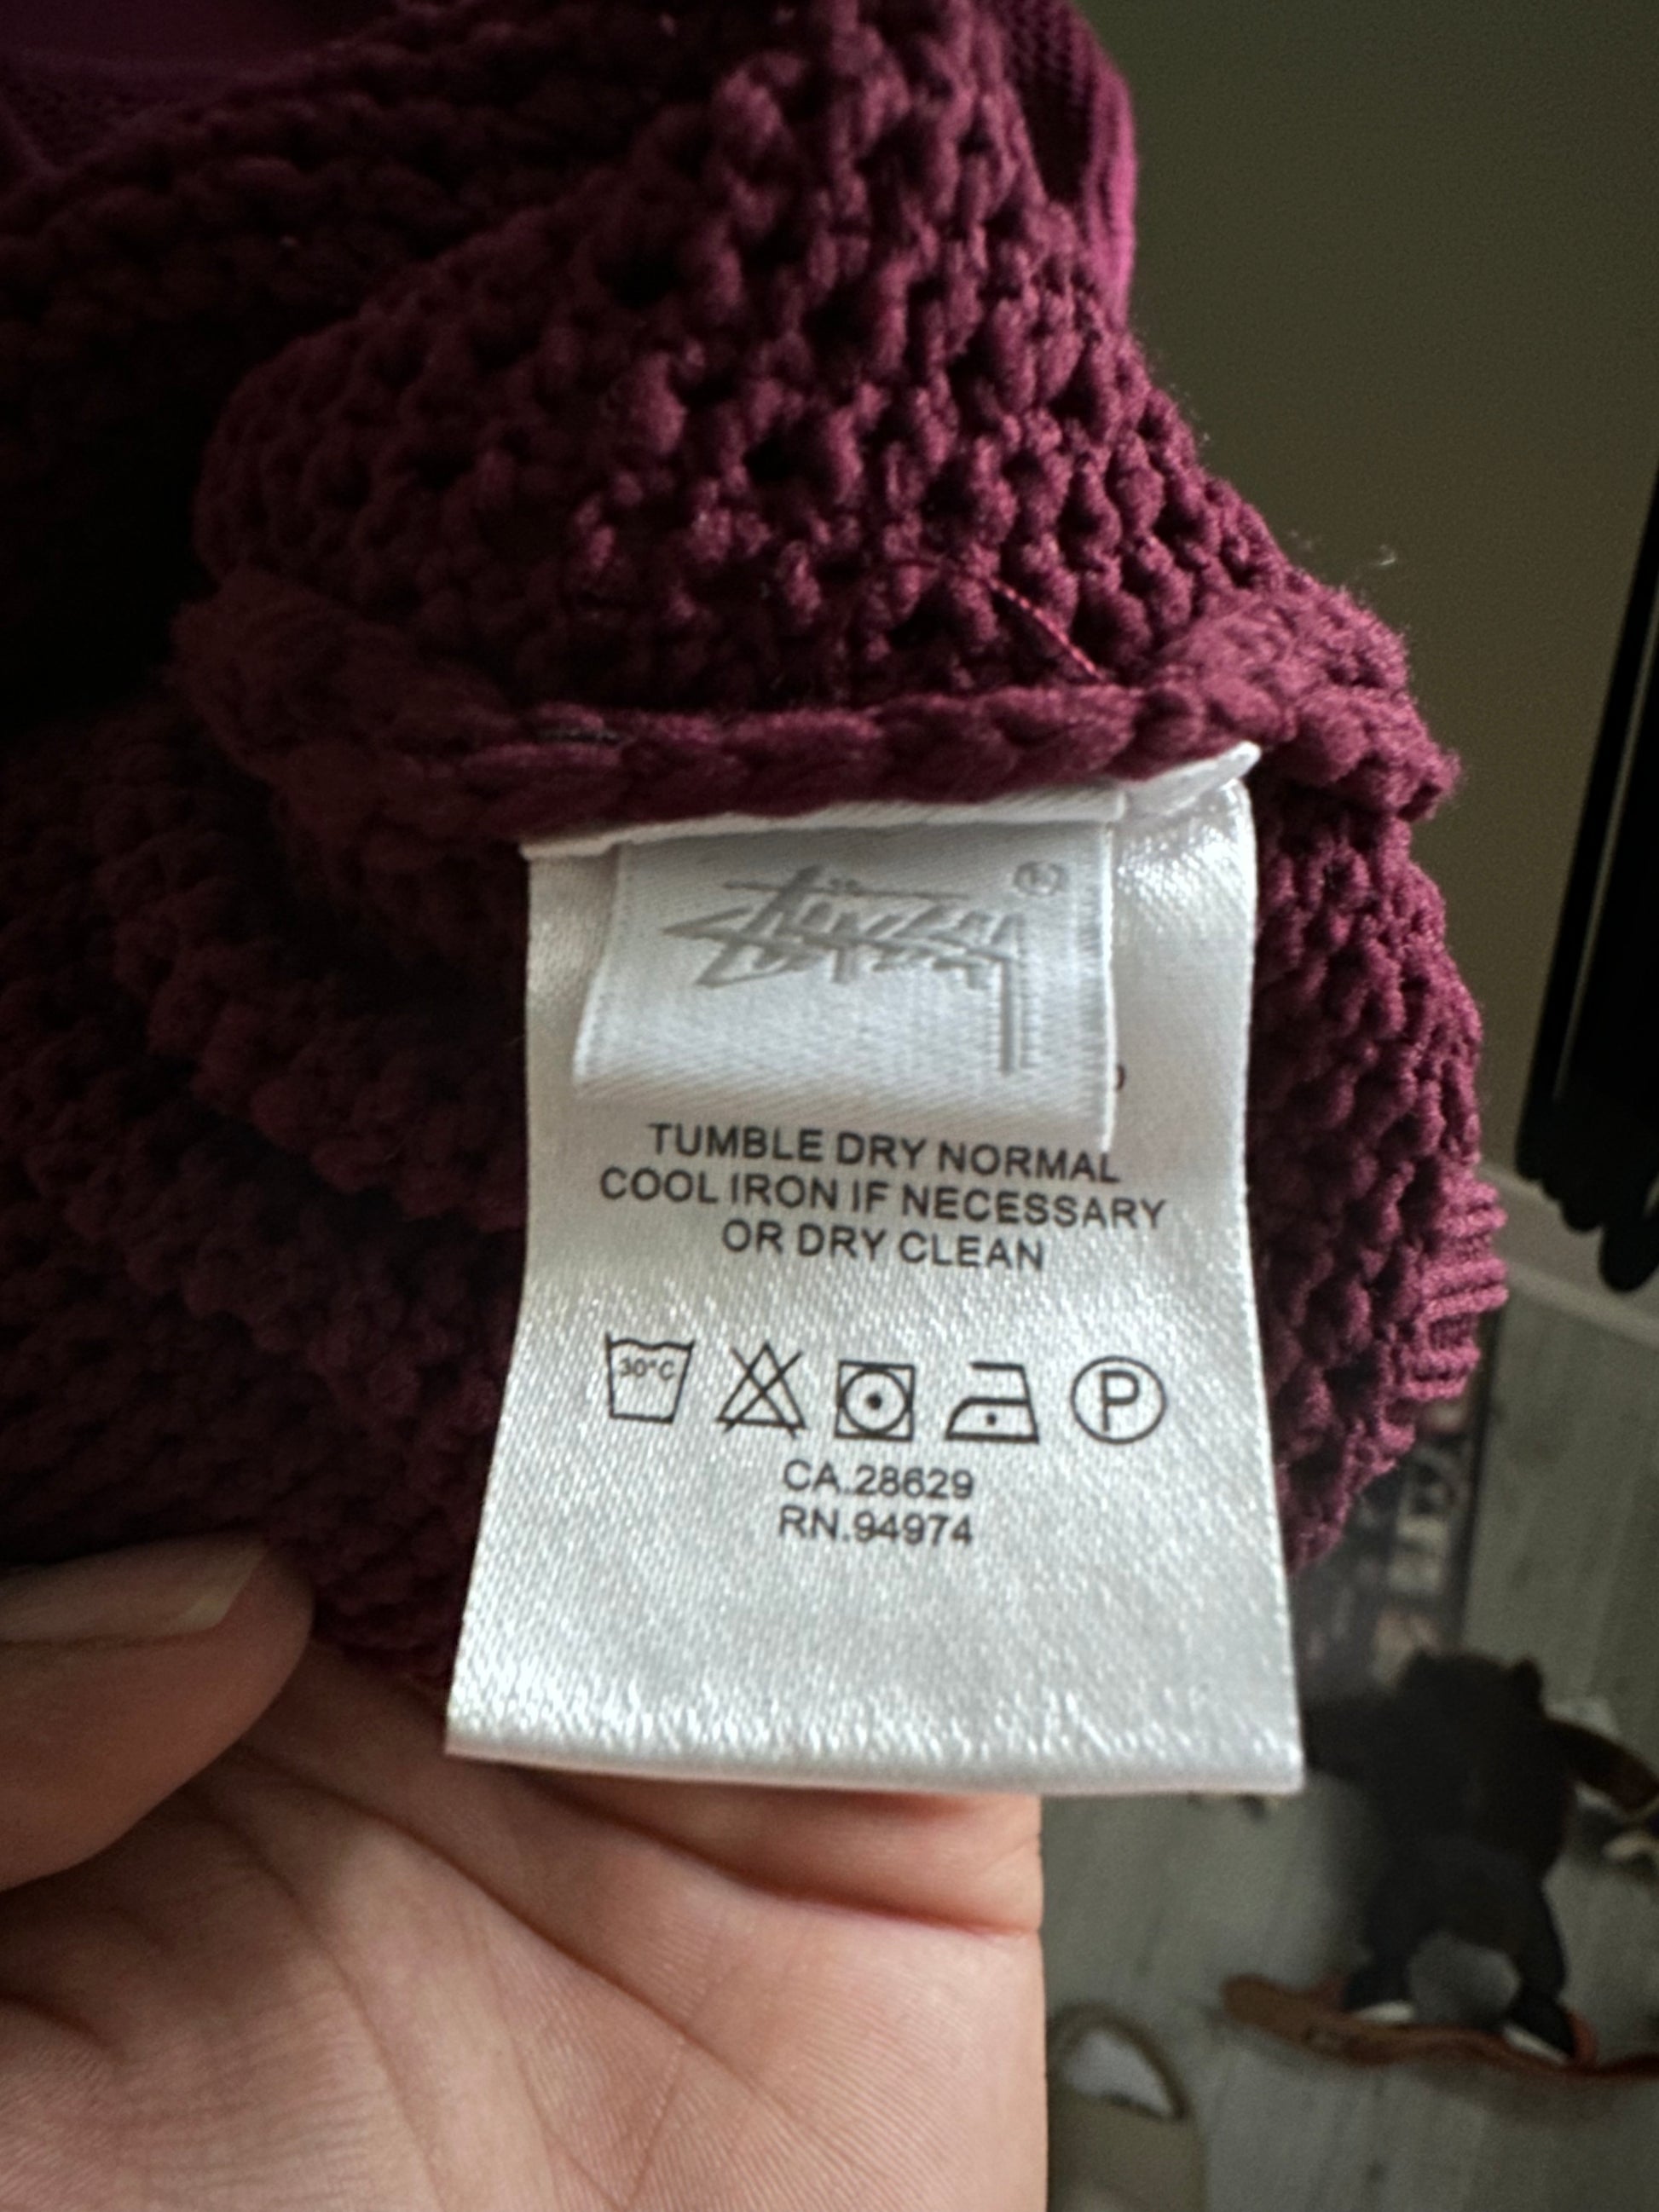 Stüssy
®
TUMBLE DRY NORMAL
COOL IRON IF NECESSARY
OR DRY CLEAN
30°C
P
CA.28629
RN.94974